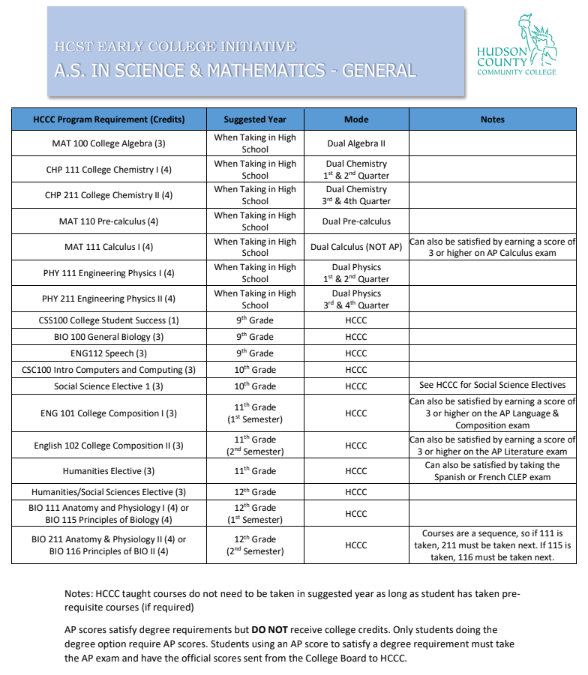 HCST EARLY COLLEGE INITIATIVE
A.S. IN SCIENCE & MATHEMATICS - GENERAL
HUDSON
COUNTY
COMMUNITY COLLEGE
HCCC Program Requirement (Credits) Suggested Year Mode Notes
MAT 100 College Algebra (3) When Taking in High School Dual Algebra II
CHP 111 College Chemistry I (4) When Taking in High School Dual Chemistry 1st & 2nd Quarter
CHP 211 College Chemistry II (4) When Taking in High School Dual Chemistry 3rd & 4th Quarter
MAT 110 Pre-calculus (4) When Taking in High School Dual Pre-calculus
MAT 111 Calculus I (4) When Taking in High School Dual Calculus (NOT AP) Can also be satisfied by earning a score of 3 or higher on AP Calculus exam
PHY 111 Engineering Physics I (4) When Taking in High School Dual Physics 1st & 2nd Quarter
PHY 211 Engineering Physics II (4) When Taking in High School Dual Physics 3rd & 4th Quarter
CSS100 College Student Success (1) 9th Grade HCCC
BIO 100 General Biology (3) 9th Grade HCCC
ENG112 Speech (3) 9th Grade HCCC
CSC100 Intro Computers and Computing (3) 10th Grade HCCC
Social Science Elective 1 (3) 10th Grade HCCC See HCCC for Social Science Electives
ENG 101 College Composition I (3) 11th Grade (1st Semester) HCCC Can also be satisfied by earning a score of 3 or higher on the AP Language & Composition exam
English 102 College Composition II (3) 11th Grade (2nd Semester) HCCC Can also be satisfied by earning a score of 3 or higher on the AP Literature exam
Humanities Elective (3) 11th Grade HCCC Can also be satisfied by taking the Spanish or French CLEP exam
Humanities/Social Sciences Elective (3) 12th Grade HCCC
BIO 111 Anatomy and Physiology I (4) or BIO 115 Principles of Biology (4) 12th Grade (1st Semester) HCCC
BIO 211 Anatomy & Physiology II (4) or BIO 116 Principles of BIO II (4) 12th Grade (2nd Semester) HCCC Courses are a sequence, so if 111 is taken, 211 must be taken next. If 115 is taken, 116 must be taken next.
Notes: HCCC taught courses do not need to be taken in suggested year as long as student has taken pre-
requisite courses (if required)
AP scores satisfy degree requirements but DO NOT receive college credits. Only students doing the
degree option require AP scores. Students using an AP score to satisfy a degree requirement must take
the AP exam and have the official scores sent from the College Board to HCCC.